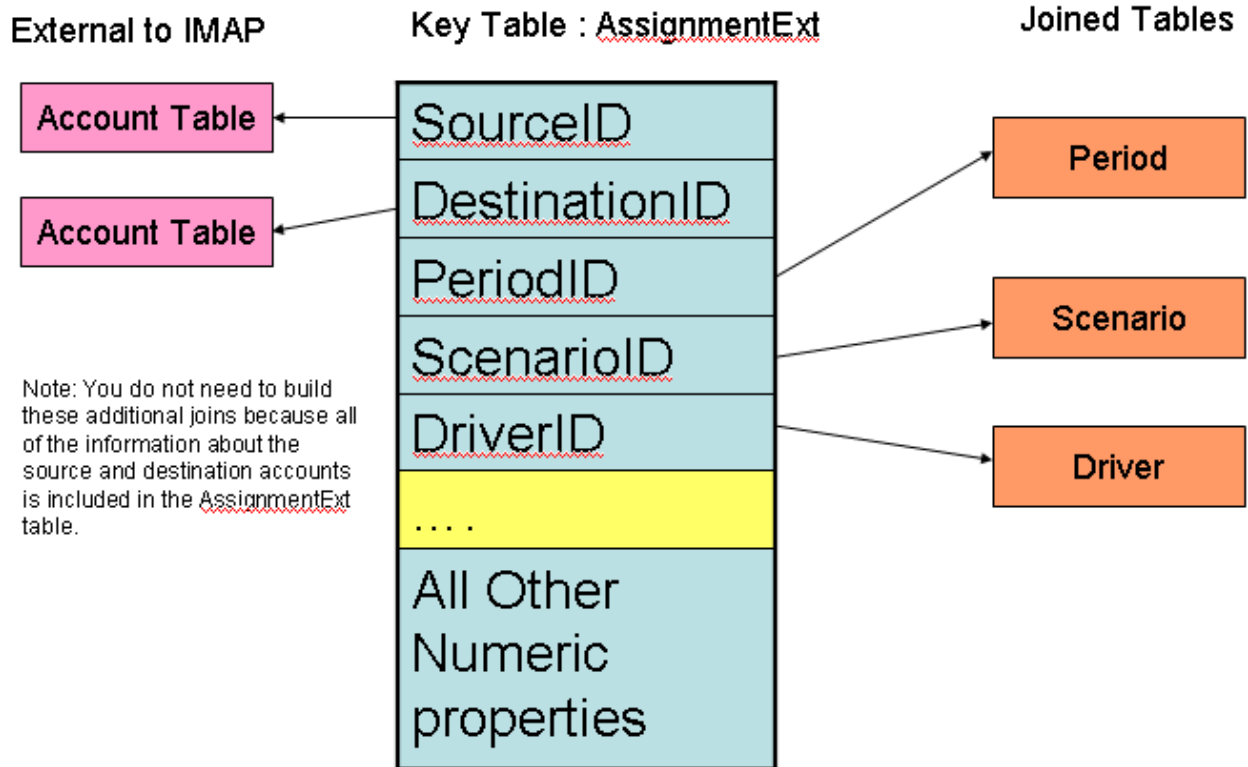 External to IMAP
Key Table : AssignmentExt
Joined Tables
Account Table
Account Table
SourceID
DestinationID
PeriodID
ScenarioID
DriverID
. . . .
All Other
Numeric
properties
Period
Scenario
Driver
Note: You do not need to build
these additional joins because all
of the information about the
source and destination accounts
is included in the AssignmentExt
table.